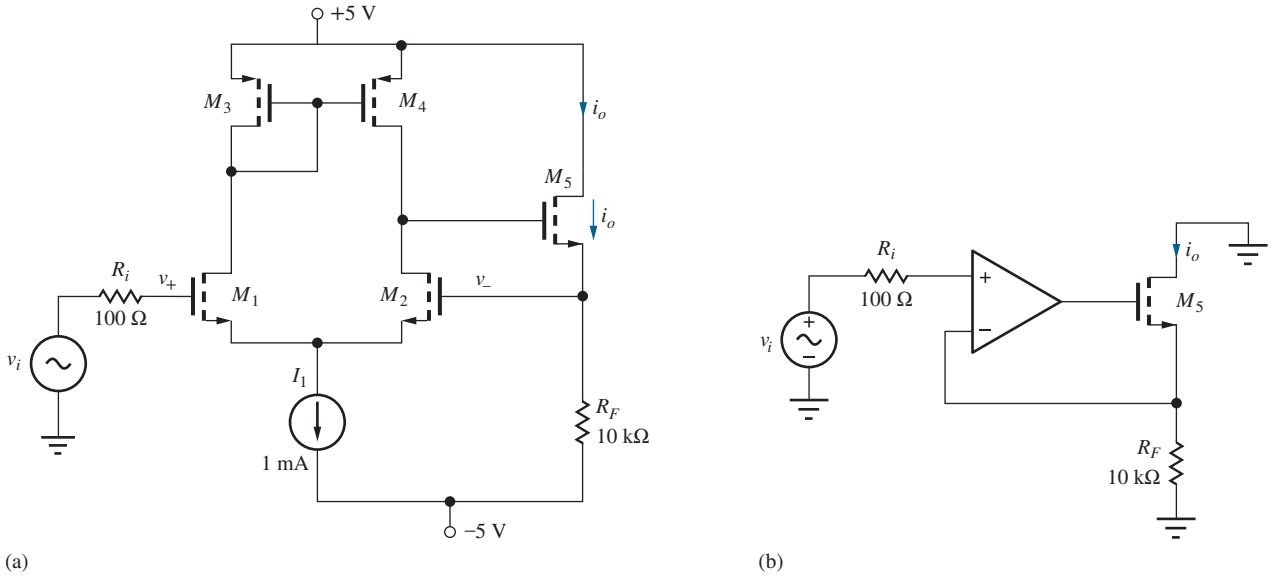 +5 V
M3
M4
io
M5
io
Ri
v+
100 Ω
M1
M2
v–
vi
I1
1 mA
RF
10 kΩ
–5 V
(a)
Ri
100 Ω
+
–
io
M5
vi
+
–
RF
10 kΩ
(b)